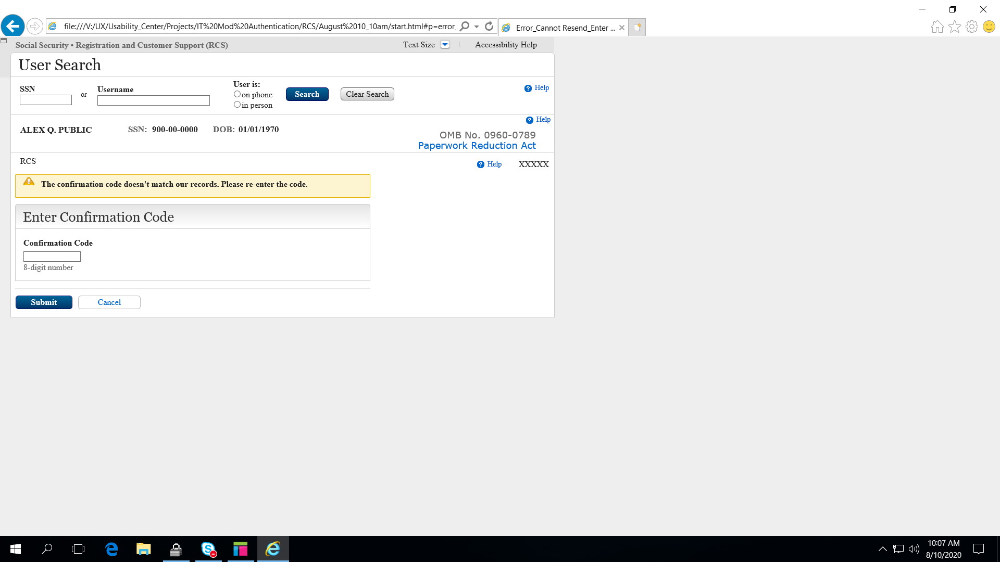 file:///V:/UX/Usability_Center/Projects/IT%20Mod%20Authentication/RCS/August%2010_10am/start.html#p=error_
Error_Cannot Resend_Enter ...
Social Security • Registration and Customer Support (RCS)
Text Size
Accessibility Help
User Search
SSN
or
Username
User is:
on phone
in person
Search
Clear Search
Help
Help
ALEX Q. PUBLIC
SSN: 900-00-0000
DOB: 01/01/1970
OMB No. 0960-0789
Paperwork Reduction Act
RCS
Help
XXXXX
The confirmation code doesn't match our records. Please re-enter the code.
Enter Confirmation Code
Confirmation Code
8-digit number
Submit
Cancel
10:07 AM
8/10/2020